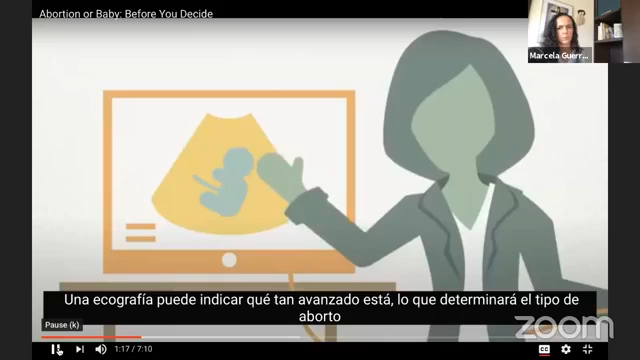 Abortion or Baby: Before You Decide
Marcela Guerr...
Una ecografía puede indicar qué tan avanzado está, lo que determinará el tipo de
aborto
Pause (k)
1:17 / 7:10
CC
zoom